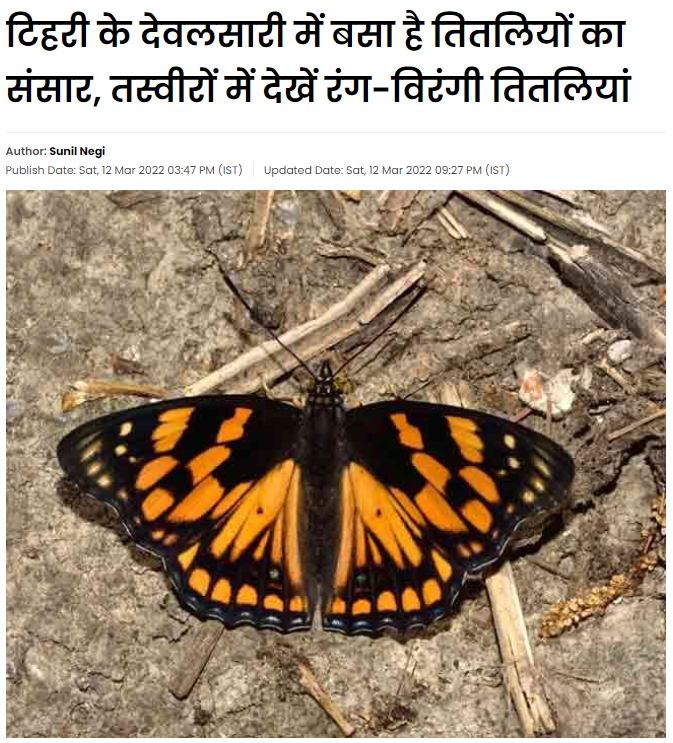 टिहरी के देवलसारी में बसा है तितलियों का
संसार, तस्वीरों में देखें रंग-विरंगी तितलियां
Author: Sunil Negi
Publish Date: Sat, 12 Mar 2022 03:47 PM (IST)
Updated Date: Sat, 12 Mar 2022 09:27 PM (IST)